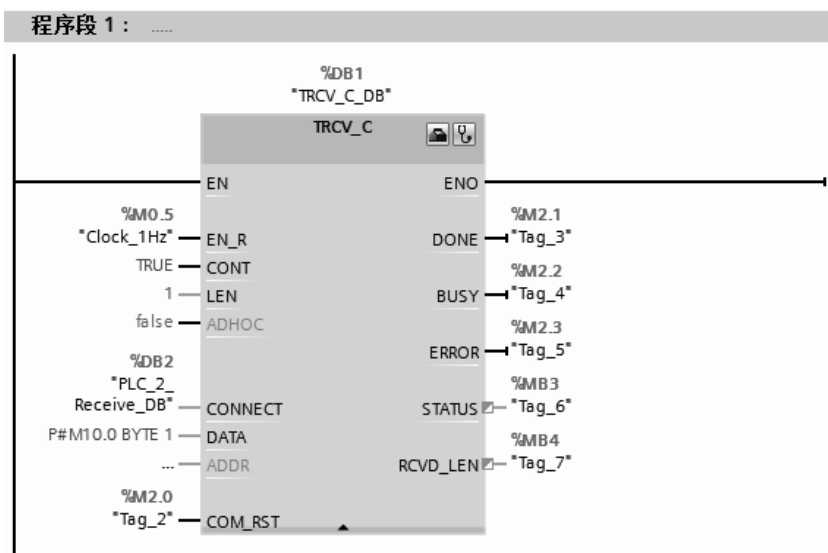 程序段 1： .....
%DB1
"TRCV_C_DB"
TRCV_C
EN
ENO
%M0.5
"Clock_1Hz"
EN_R
%M2.1
DONE
"Tag_3"
TRUE
CONT
%M2.2
1
LEN
BUSY
"Tag_4"
false
ADHOC
%M2.3
ERROR
"Tag_5"
%DB2
"PLC_2_
Receive_DB"
CONNECT
%MB3
STATUS
"Tag_6"
P#M10.0 BYTE 1
DATA
%MB4
...
ADDR
RCVD_LEN
"Tag_7"
%M2.0
"Tag_2"
COM_RST